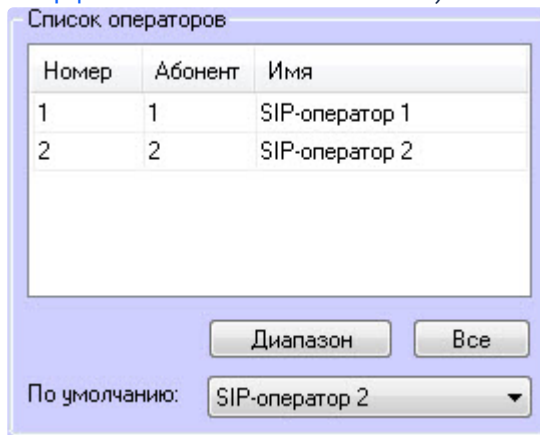 Список операторов
Номер Абонент Имя
1 1 SIP-оператор 1
2 2 SIP-оператор 2
Диапазон Все
По умолчанию: SIP-оператор 2